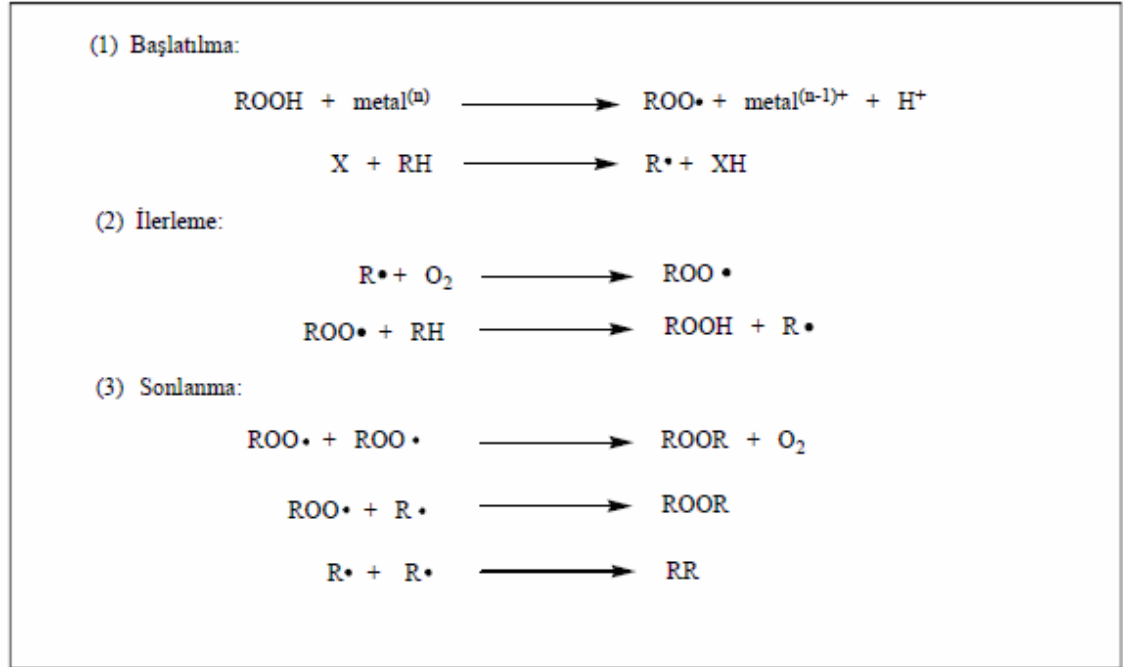 (1) Başlatılma:
ROOH + metal⁽ⁿ⁾ ⟶ ROO• + metal⁽ⁿ⁻¹⁾⁺ + H⁺
X + RH ⟶ R• + XH
(2) İlerleme:
R• + O₂ ⟶ ROO •
ROO• + RH ⟶ ROOH + R •
(3) Sonlanma:
ROO• + ROO • ⟶ ROOR + O₂
ROO• + R • ⟶ ROOR
R• + R• ⟶ RR